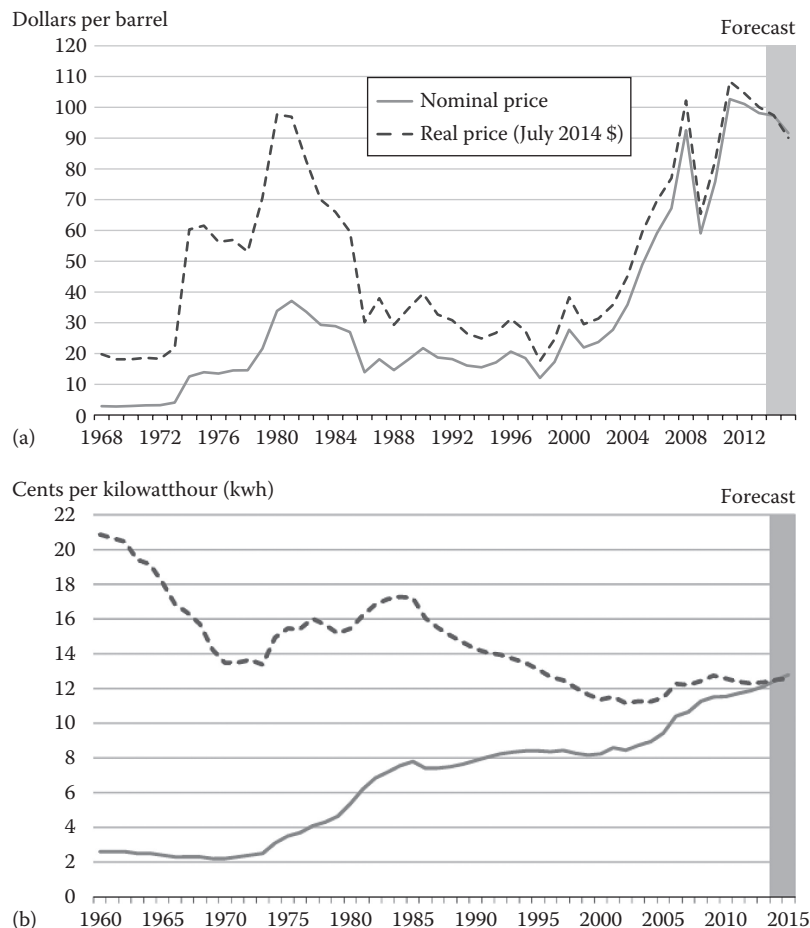 Dollars per barrel
Forecast
120
110
100
90
80
70
60
50
40
30
20
10
0
Nominal price
Real price (July 2014 $)
(a)
1968 1972 1976 1980 1984 1988 1992 1996 2000 2004 2008 2012
Cents per kilowatthour (kwh)
Forecast
22
20
18
16
14
12
10
8
6
4
2
0
(b)
1960 1965 1970 1975 1980 1985 1990 1995 2000 2005 2010 2015